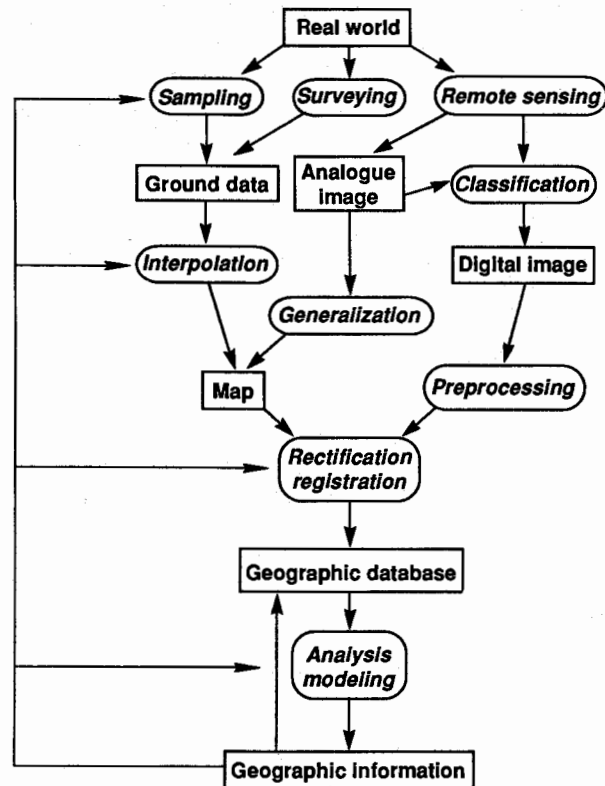 Real world
Sampling
Surveying
Remote sensing
Ground data
Analogue
image
Classification
Interpolation
Digital image
Generalization
Map
Preprocessing
Rectification
registration
Geographic database
Analysis
modeling
Geographic information